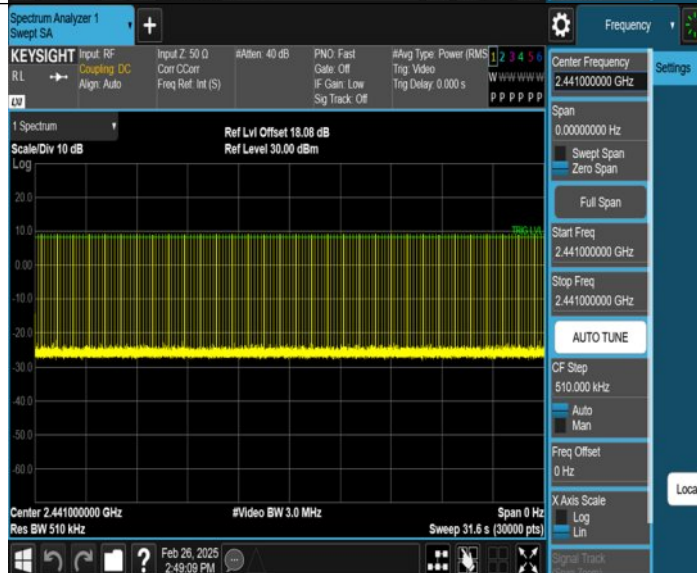 Spectrum Analyzer 1
Swept SA
+
Frequency
KEYSIGHT
RL
LXI
Input: RF
Coupling: DC
Align: Auto
Input Z: 50 Ω
Corr CCorr
Freq Ref: Int (S)
#Atten: 40 dB
PNO: Fast
Gate: Off
IF Gain: Low
Sig Track: Off
#Avg Type: Power (RMS
Trig: Video
Trig Delay: 0.000 s
1 2 3 4 5 6
W W W W W W
P P P P P P
1 Spectrum
Scale/Div 10 dB
Log
Ref Lvl Offset 18.08 dB
Ref Level 30.00 dBm
20.0
10.0
TRIG LVL
0.00
-10.0
-20.0
-30.0
-40.0
-50.0
-60.0
Center 2.441000000 GHz
Res BW 510 kHz
#Video BW 3.0 MHz
Span 0 Hz
Sweep 31.6 s (30000 pts)
?
Feb 26, 2025
2:49:09 PM
Center Frequency
2.441000000 GHz
Span
0.00000000 Hz
Swept Span
Zero Span
Full Span
Start Freq
2.441000000 GHz
Stop Freq
2.441000000 GHz
AUTO TUNE
CF Step
510.000 kHz
Auto
Man
Freq Offset
0 Hz
X Axis Scale
Log
Lin
Signal Track
Settings
Loca